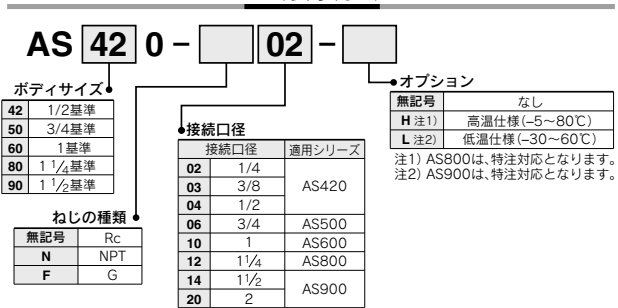 AS 42 0 – 02 –
ボディサイズ
42 1/2基準
50 3/4基準
60 1基準
80 1 1/4基準
90 1 1/2基準
ねじの種類
無記号 Rc
N NPT
F G
接続口径
接続口径 適用シリーズ
02 1/4 AS420
03 3/8
04 1/2
06 3/4 AS500
10 1 AS600
12 1 1/4 AS800
14 1 1/2 AS900
20 2
オプション
無記号 なし
H 注1) 高温仕様(–5～80℃)
L 注2) 低温仕様(–30～60℃)
注1) AS800は、特注対応となります。
注2) AS900は、特注対応となります。